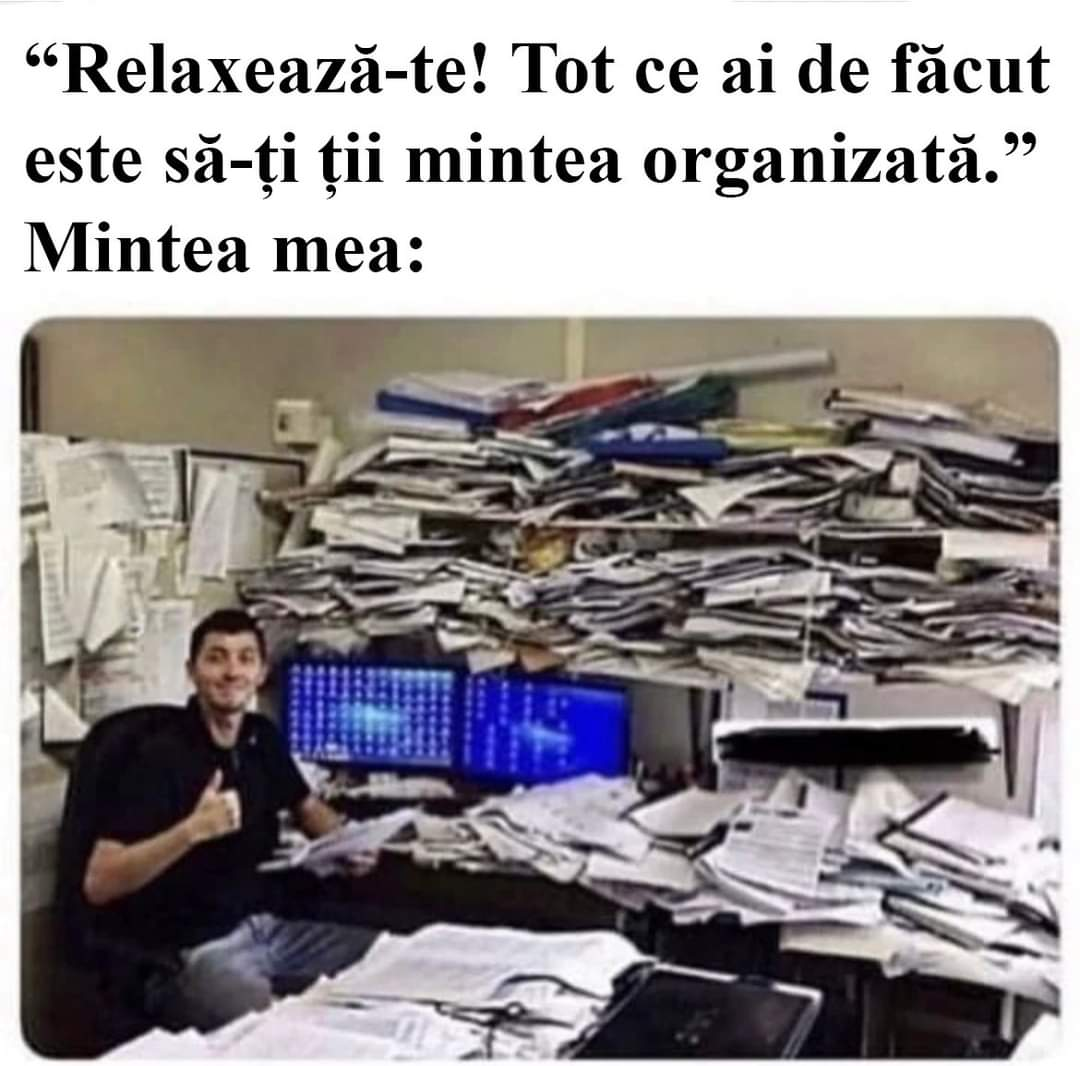 “Relaxează-te! Tot ce ai de făcut
este să-ți ții mintea organizată.”
Mintea mea: